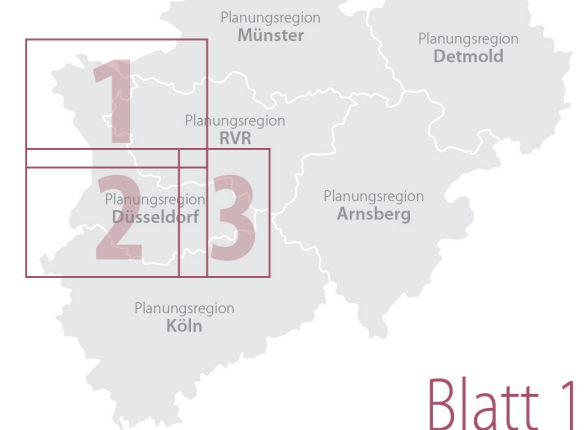 Planungsregion
Münster
Planungsregion
Detmold
1
Planungsregion
RVR
Planungsregion
Düsseldorf
2
3
Planungsregion
Arnsberg
Planungsregion
Köln
Blatt 1